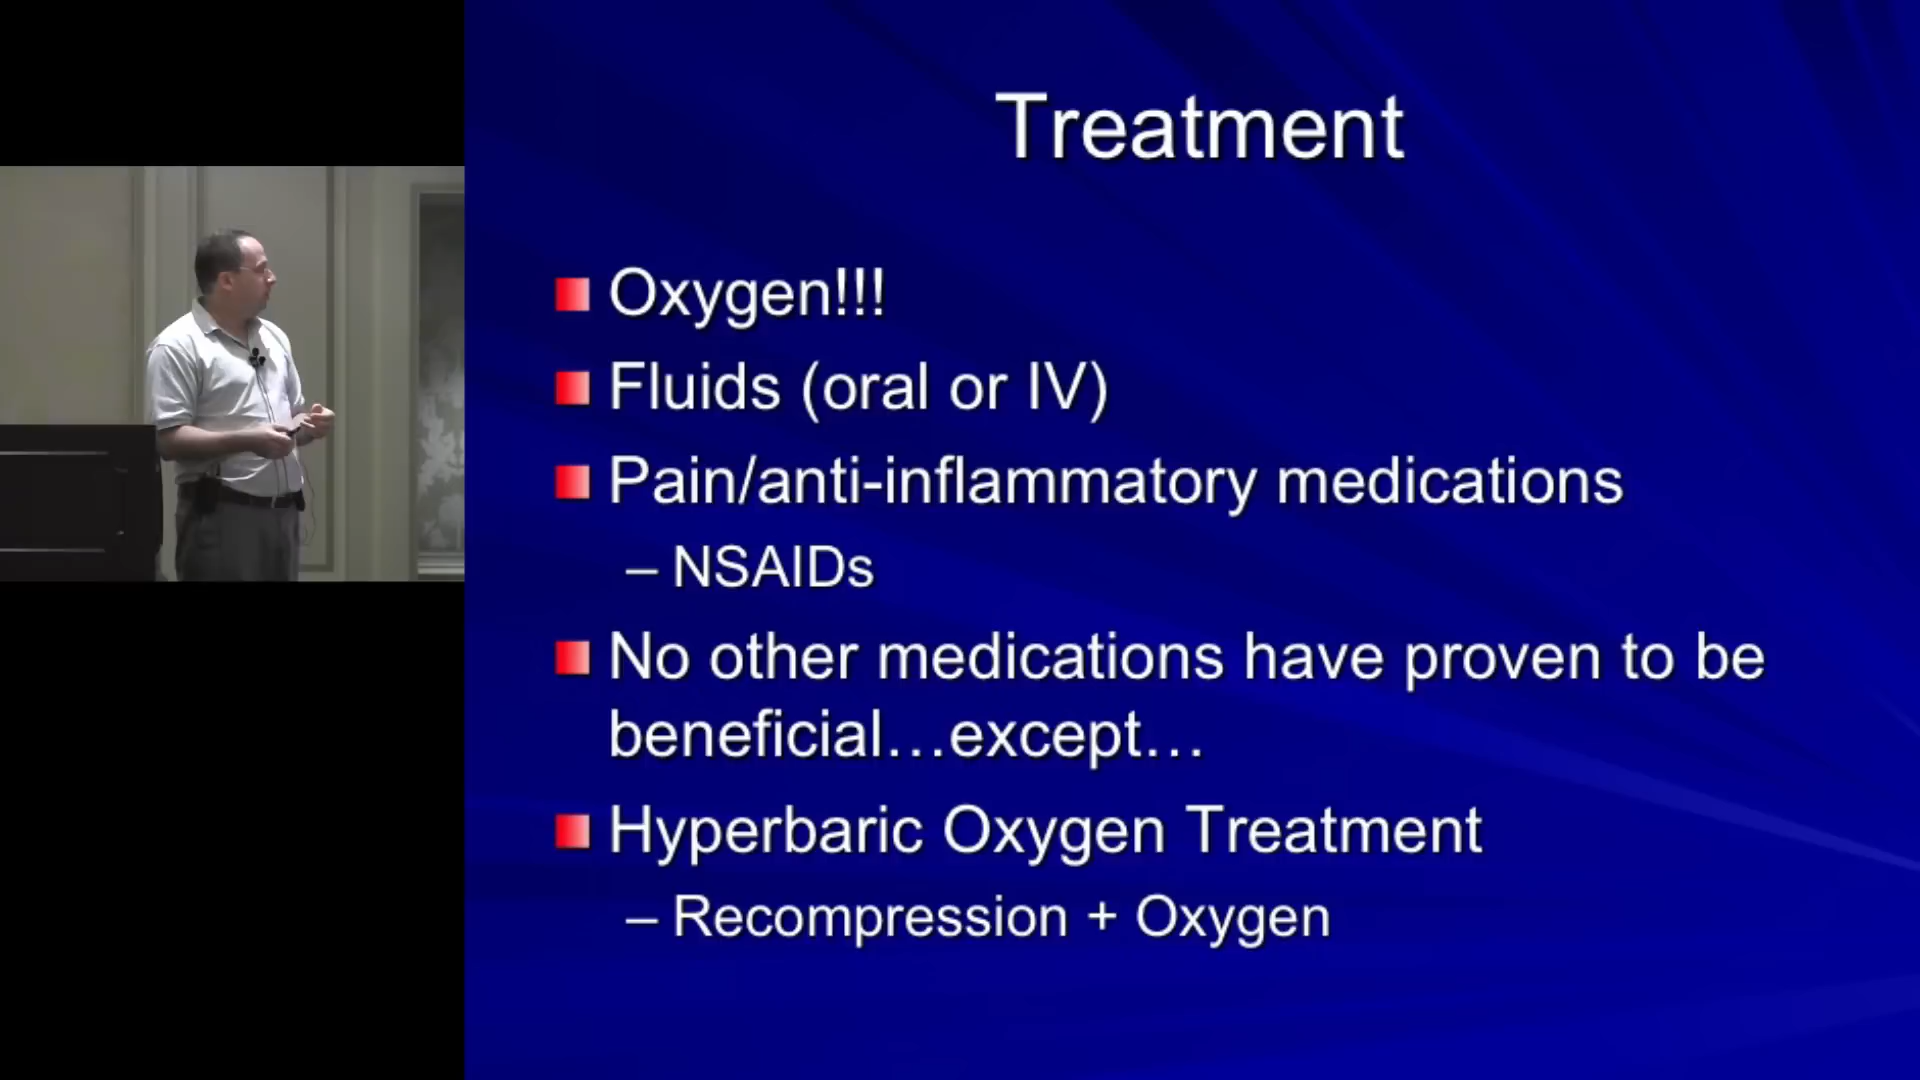 Treatment
Oxygen!!!
Fluids (oral or IV)
Pain/anti-inflammatory medications
– NSAIDs
No other medications have proven to be
beneficial…except…
Hyperbaric Oxygen Treatment
– Recompression + Oxygen